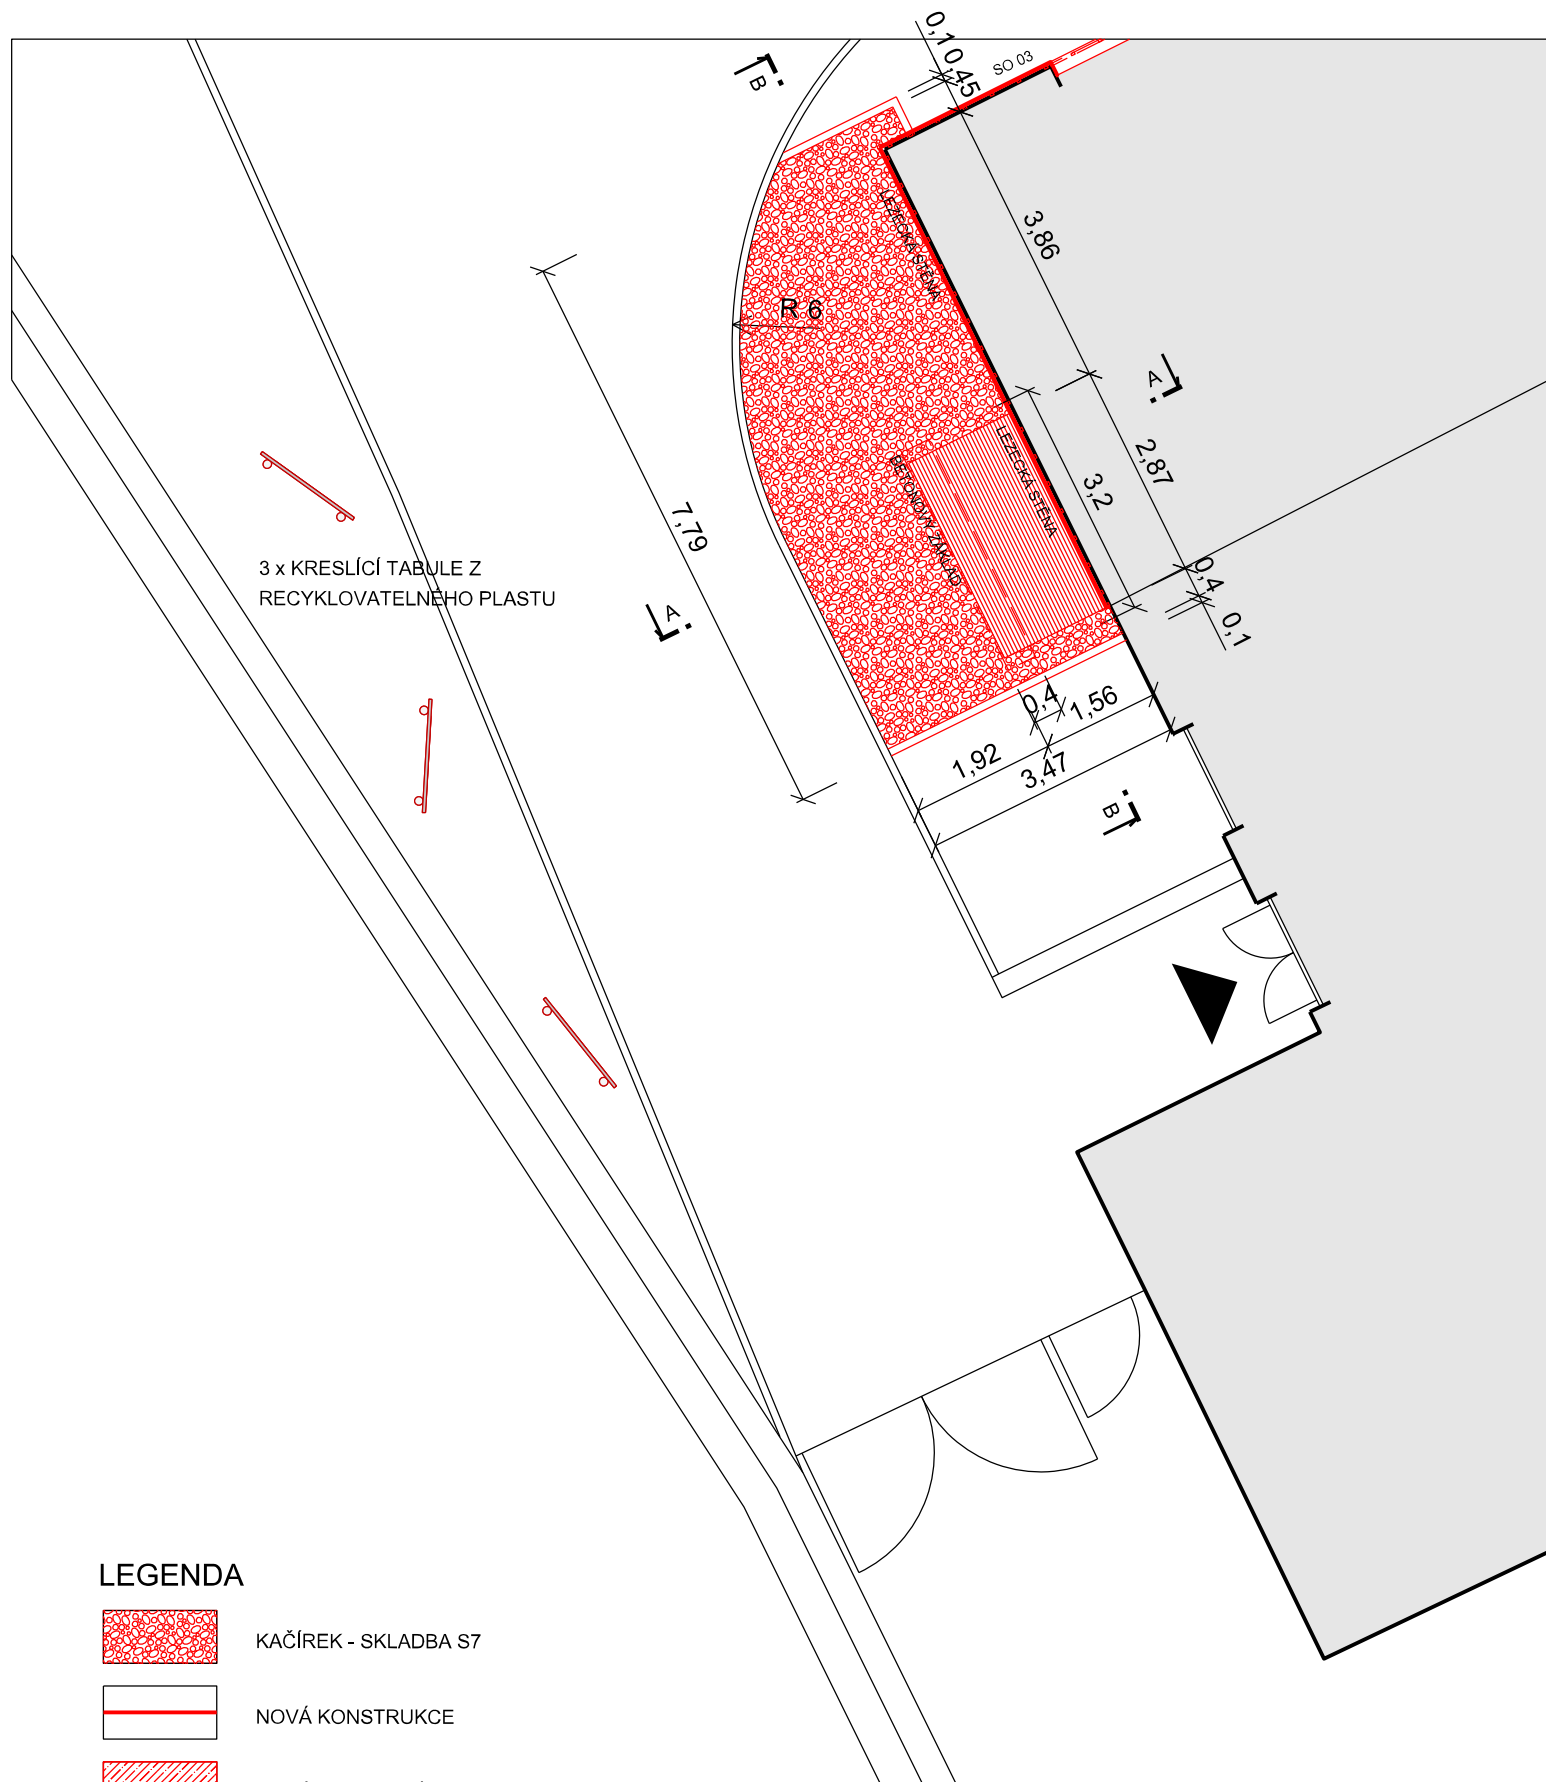 0,1
0,45
SO 03
B
LEZECKÁ STĚNA
3,86
R 6
A
2,87
LEZECKÁ STĚNA
3,2
BETONOVÝ ZÁKLAD
7,79
3 x KRESLÍCÍ TABULE Z
RECYKLOVATELNÉHO PLASTU
0,4
0,1
A
0,4
1,56
1,92
3,47
B
LEGENDA
KAČÍREK - SKLADBA S7
NOVÁ KONSTRUKCE